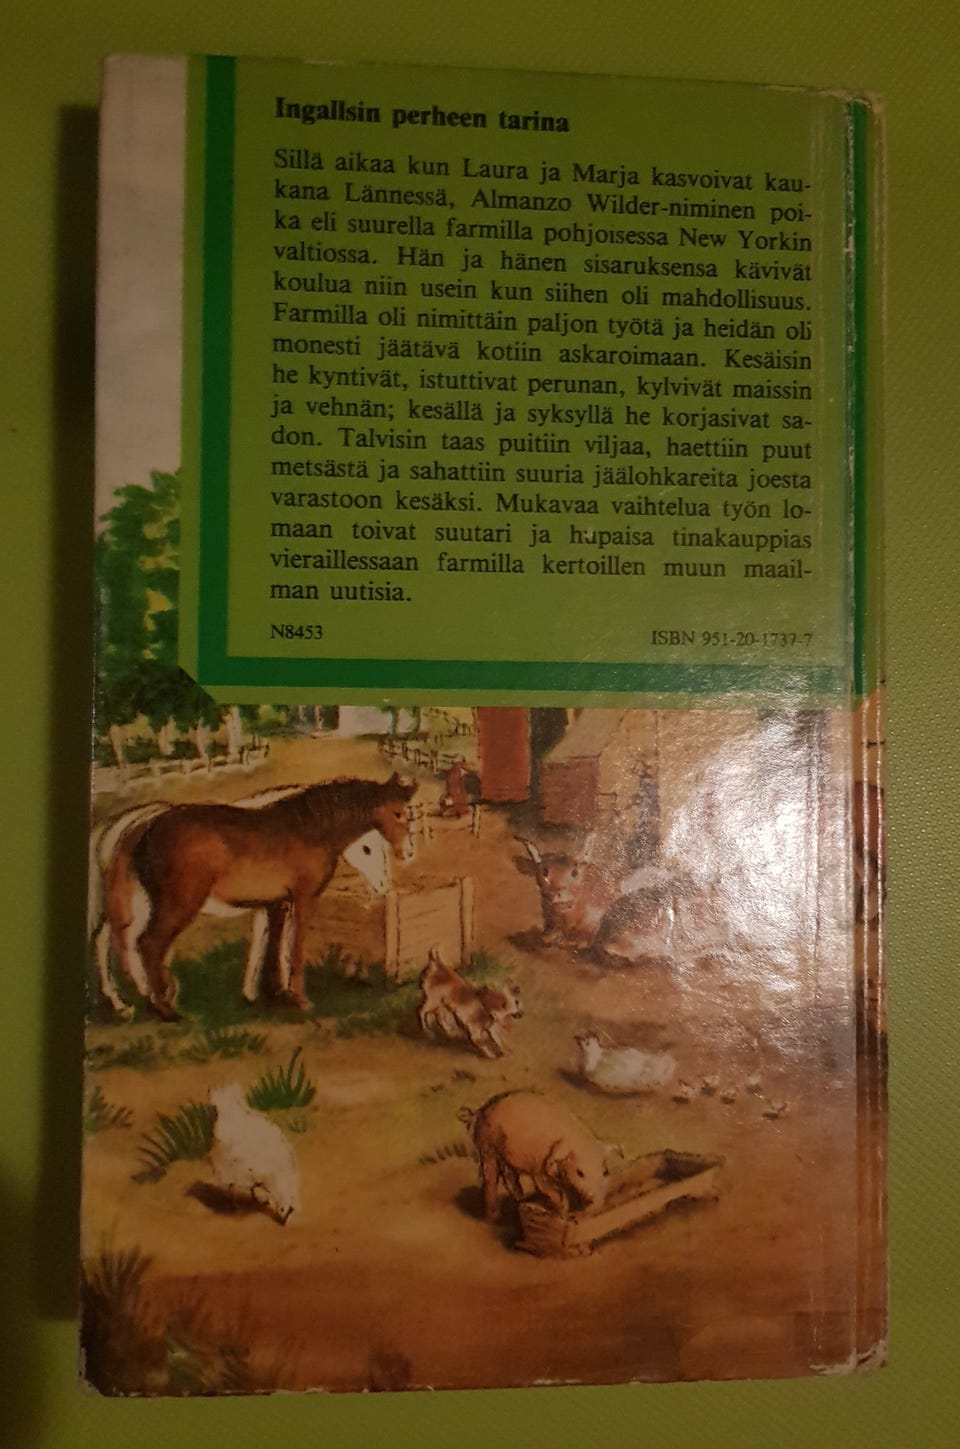 Ingallsin perheen tarina
Sillä aikaa kun Laura ja Marja kasvoivat kau-
kana Lännessä, Almanzo Wilder-niminen poi-
ka eli suurella farmilla pohjoisessa New Yorkin
valtiossa. Hän ja hänen sisaruksensa kävivät
koulua niin usein kun siihen oli mahdollisuus.
Farmilla oli nimittäin paljon työtä ja heidän oli
monesti jäätävä kotiin askaroimaan. Kesäisin
he kyntivät, istuttivat perunan, kylvivät maissin
ja vehnän; kesällä ja syksyllä he korjasivat sa-
don. Talvisin taas puitiin viljaa, haettiin puut
metsästä ja sahattiin suuria jäälohkareita joesta
varastoon kesäksi. Mukavaa vaihtelua työn lo-
maan toivat suutari ja hupaisa tinakauppias
vieraillessaan farmilla kertoillen muun maail-
man uutisia.
N8453
ISBN 951-20-1737-7